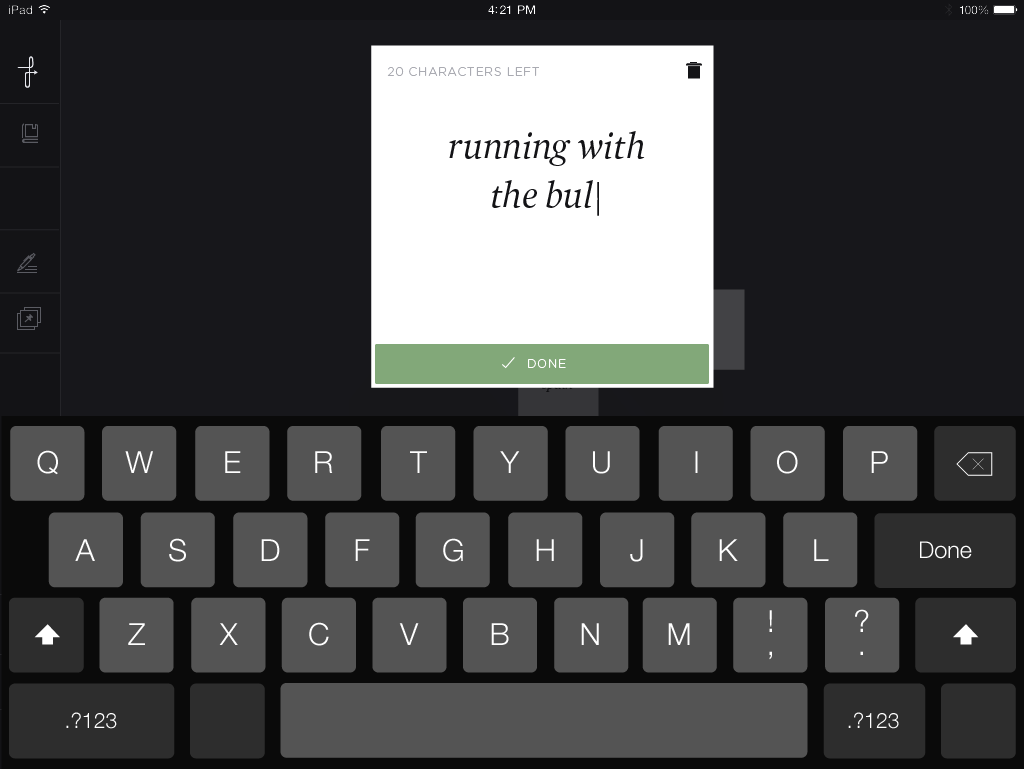 iPad 4:21 PM 100%
20 CHARACTERS LEFT
running with
the bul
DONE
Q W E R T Y U I O P
A S D F G H J K L Done
Z X C V B N M ! , ? .
.?123 .?123